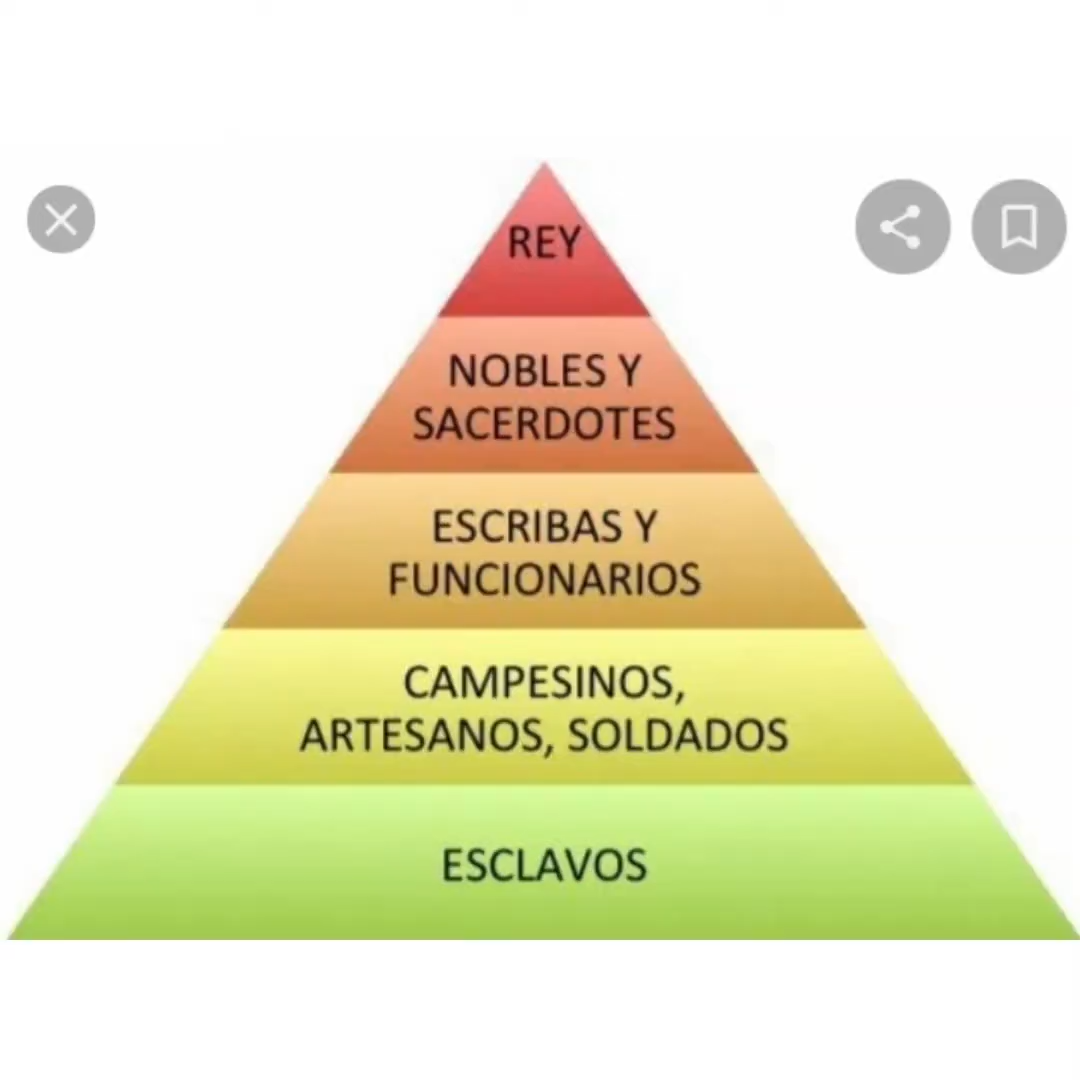 REY
NOBLES Y
SACERDOTES
ESCRIBAS Y
FUNCIONARIOS
CAMPESINOS,
ARTESANOS, SOLDADOS
ESCLAVOS